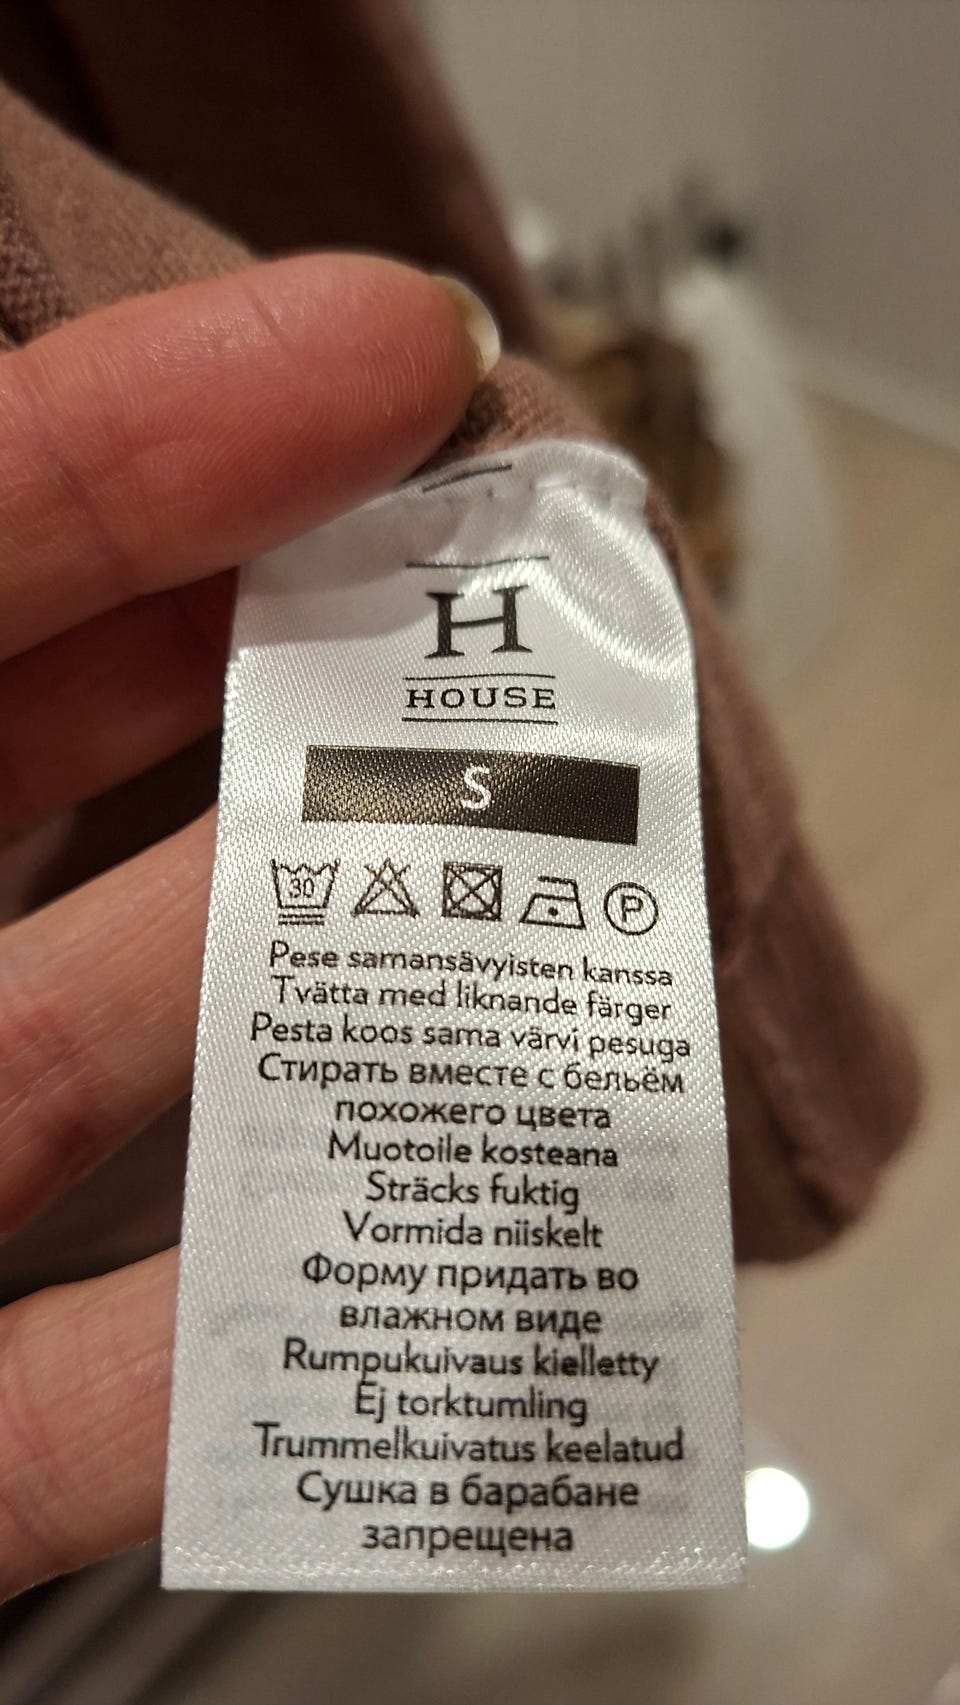 H
HOUSE
S
30
P
Pese samansävyisten kanssa
Tvätta med liknande färger
Pesta koos sama värvi pesuga
Стирать вместе с бельём
похожего цвета
Muotoile kosteana
Sträcks fuktig
Vormida niiskelt
Форму придать во
влажном виде
Rumpukuivaus kielletty
Ej torktumling
Trummelkuivatus keelatud
Сушка в барабане
запрещена